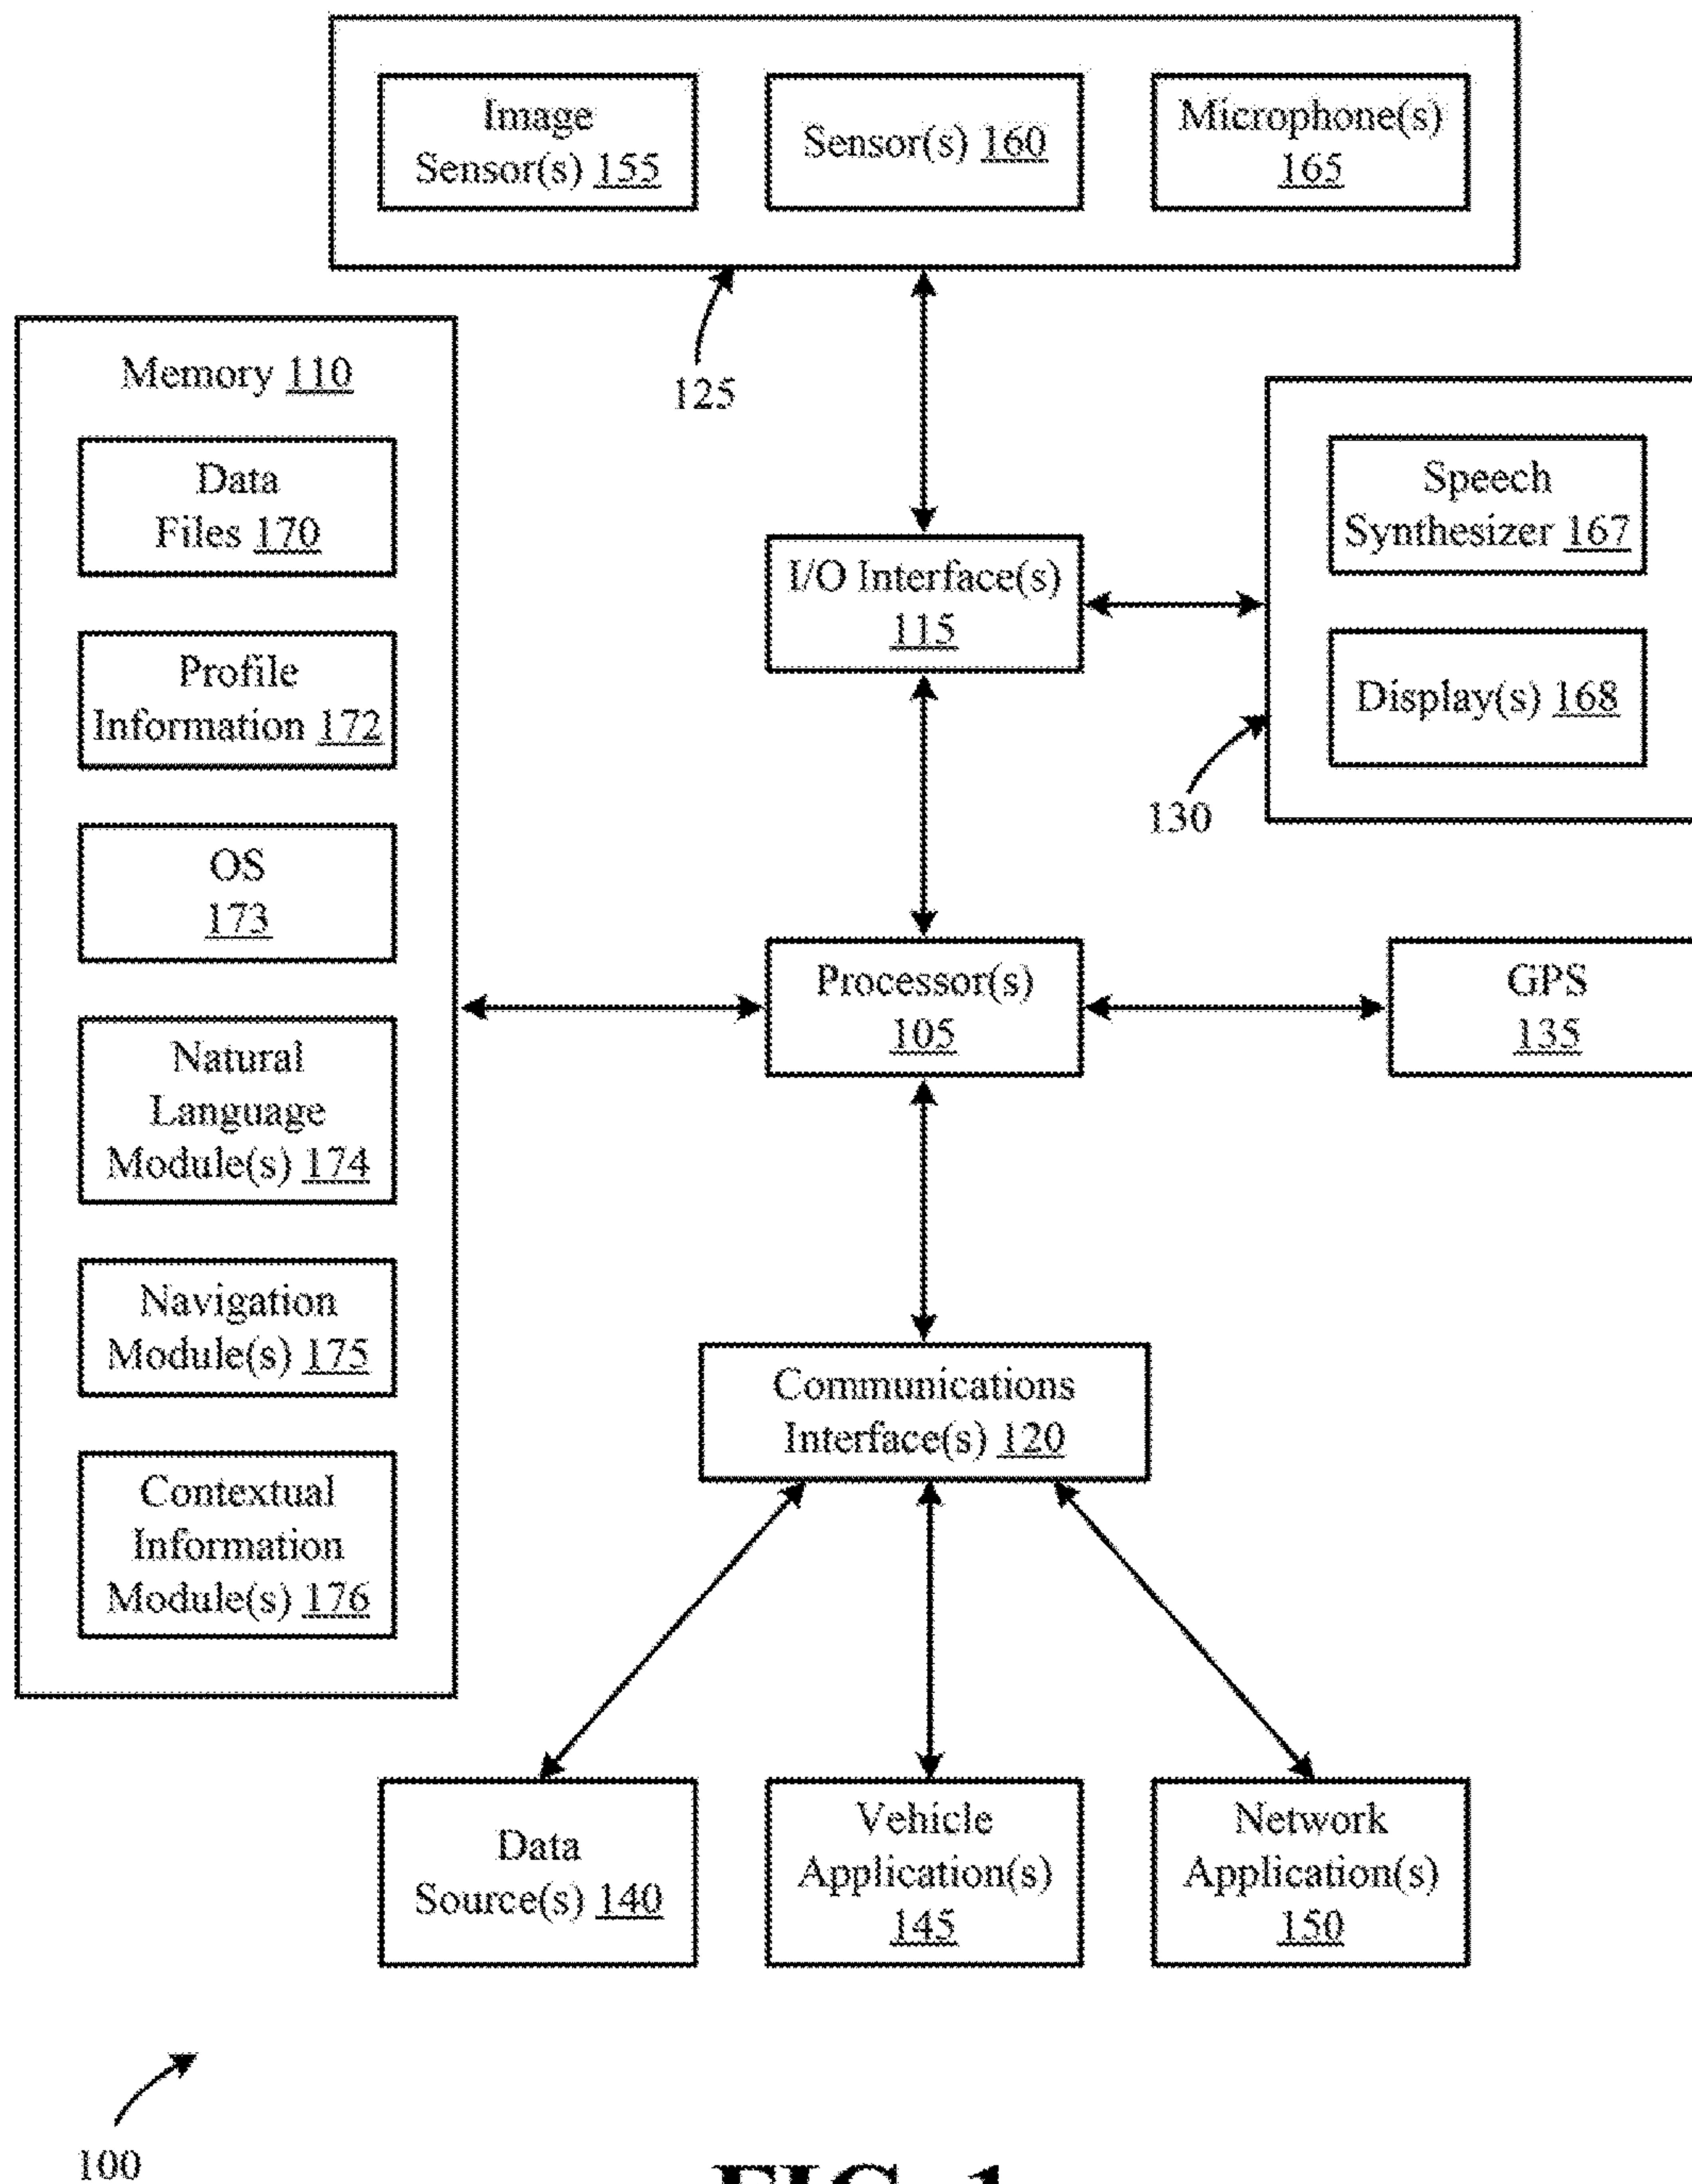 Image
Sensor(s) 155
Sensor(s) 160
Microphone(s)
165
125
Memory 110
Data
Files 170
Profile
Information 172
OS
173
Natural
Language
Module(s) 174
Navigation
Module(s) 175
Contextual
Information
Module(s) 176
I/O Interface(s)
115
Speech
Synthesizer 167
Display(s) 168
130
Processor(s)
105
GPS
135
Communications
Interface(s) 120
Data
Source(s) 140
Vehicle
Application(s)
145
Network
Application(s)
150
100
FIG. 1